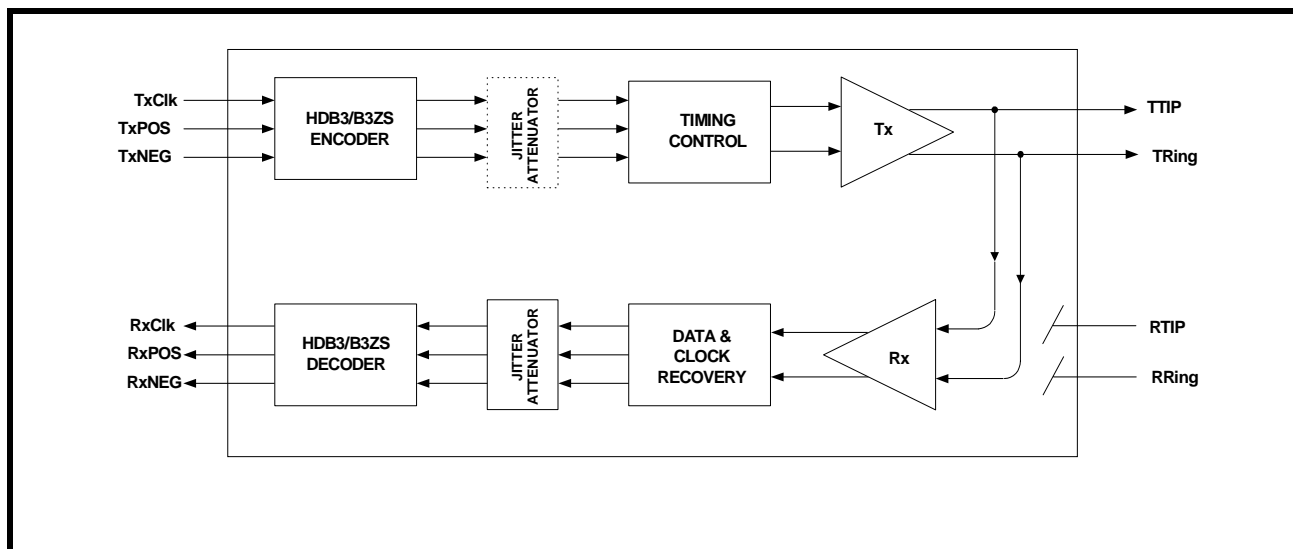 TxClk
TxPOS
TxNEG
HDB3/B3ZS
ENCODER
JITTER
ATTENUATOR
TIMING
CONTROL
Tx
TTIP
TRing
RxClk
RxPOS
RxNEG
HDB3/B3ZS
DECODER
JITTER
ATTENUATOR
DATA &
CLOCK
RECOVERY
Rx
RTIP
RRing